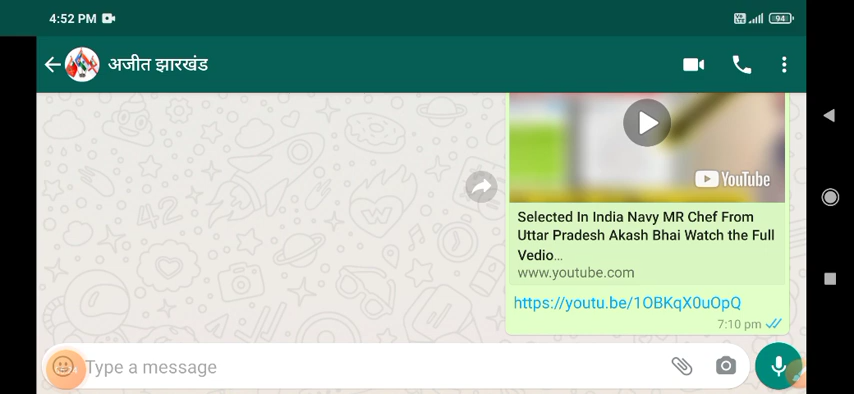 4:52 PM
94
अजीत झारखंड
YouTube
Selected In India Navy MR Chef From
Uttar Pradesh Akash Bhai Watch the Full
Vedio...
www.youtube.com
https://youtu.be/1OBKqX0uOpQ
7:10 pm
Type a message